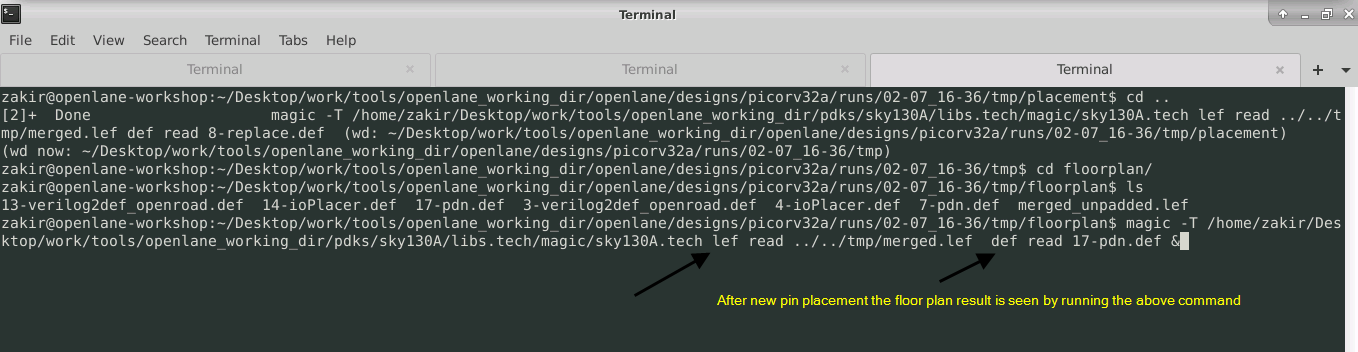 Terminal
File Edit View Search Terminal Tabs Help
Terminal × Terminal × Terminal × +
zakir@openlane-workshop:~/Desktop/work/tools/openlane_working_dir/openlane/designs/picorv32a/runs/02-07_16-36/tmp/placement$ cd ..
[2]+  Done                    magic -T /home/zakir/Desktop/work/tools/openlane_working_dir/pdks/sky130A/libs.tech/magic/sky130A.tech lef read ../../t
mp/merged.lef def read 8-replace.def  (wd: ~/Desktop/work/tools/openlane_working_dir/openlane/designs/picorv32a/runs/02-07_16-36/tmp/placement)
(wd now: ~/Desktop/work/tools/openlane_working_dir/openlane/designs/picorv32a/runs/02-07_16-36/tmp)
zakir@openlane-workshop:~/Desktop/work/tools/openlane_working_dir/openlane/designs/picorv32a/runs/02-07_16-36/tmp$ cd floorplan/
zakir@openlane-workshop:~/Desktop/work/tools/openlane_working_dir/openlane/designs/picorv32a/runs/02-07_16-36/tmp/floorplan$ ls
13-verilog2def_openroad.def  14-ioPlacer.def  17-pdn.def  3-verilog2def_openroad.def  4-ioPlacer.def  7-pdn.def  merged_unpadded.lef
zakir@openlane-workshop:~/Desktop/work/tools/openlane_working_dir/openlane/designs/picorv32a/runs/02-07_16-36/tmp/floorplan$ magic -T /home/zakir/Des
ktop/work/tools/openlane_working_dir/pdks/sky130A/libs.tech/magic/sky130A.tech lef read ../../tmp/merged.lef  def read 17-pdn.def &
After new pin placement the floor plan result is seen by running the above command